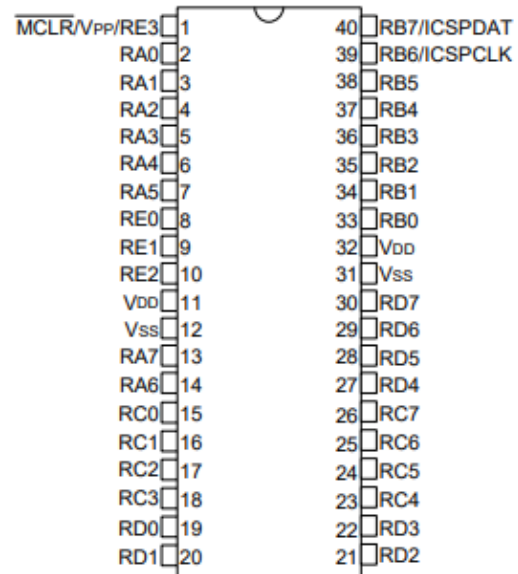 MCLR/VPP/RE3 1 40 RB7/ICSPDAT
RA0 2 39 RB6/ICSPCLK
RA1 3 38 RB5
RA2 4 37 RB4
RA3 5 36 RB3
RA4 6 35 RB2
RA5 7 34 RB1
RE0 8 33 RB0
RE1 9 32 VDD
RE2 10 31 VSS
VDD 11 30 RD7
VSS 12 29 RD6
RA7 13 28 RD5
RA6 14 27 RD4
RC0 15 26 RC7
RC1 16 25 RC6
RC2 17 24 RC5
RC3 18 23 RC4
RD0 19 22 RD3
RD1 20 21 RD2